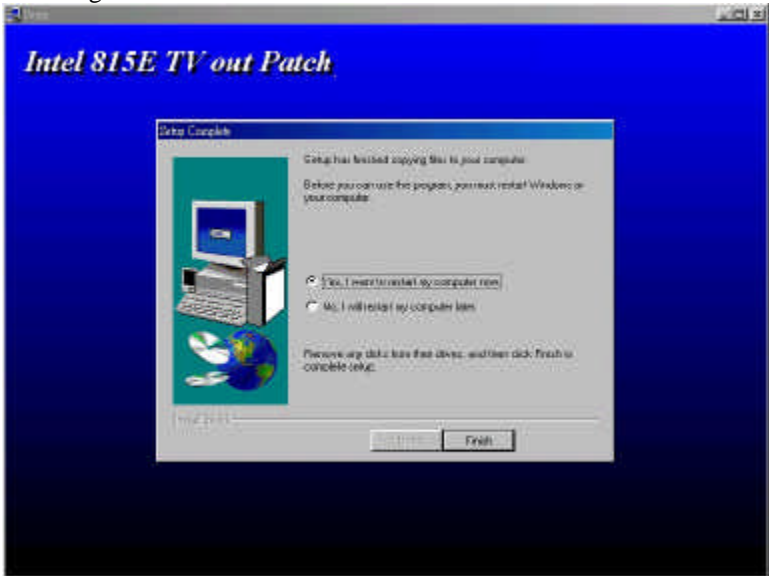 Intel 815E TV out Patch
Setup Complete
Setup has finished copying files to your computer.
Before you can use the program, you must restart Windows or
your computer.
Yes, I want to restart my computer now.
No, I will restart my computer later.
Remove any disks from their drives, and then click Finish to
complete setup.
Finish